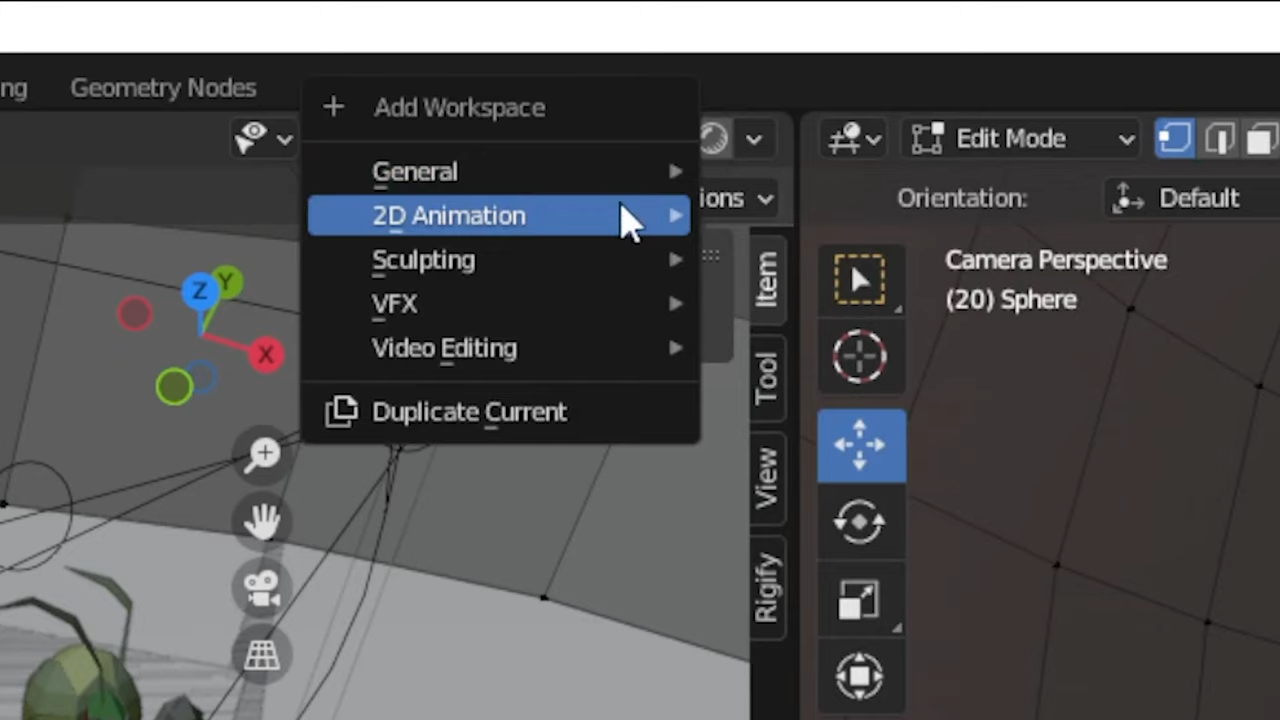 ng
Geometry Nodes
Add Workspace
General
2D Animation
Sculpting
VFX
Video Editing
Duplicate Current
ions
Z
Y
X
Item
Tool
View
Rigify
Edit Mode
Orientation:
Default
Camera Perspective
(20) Sphere